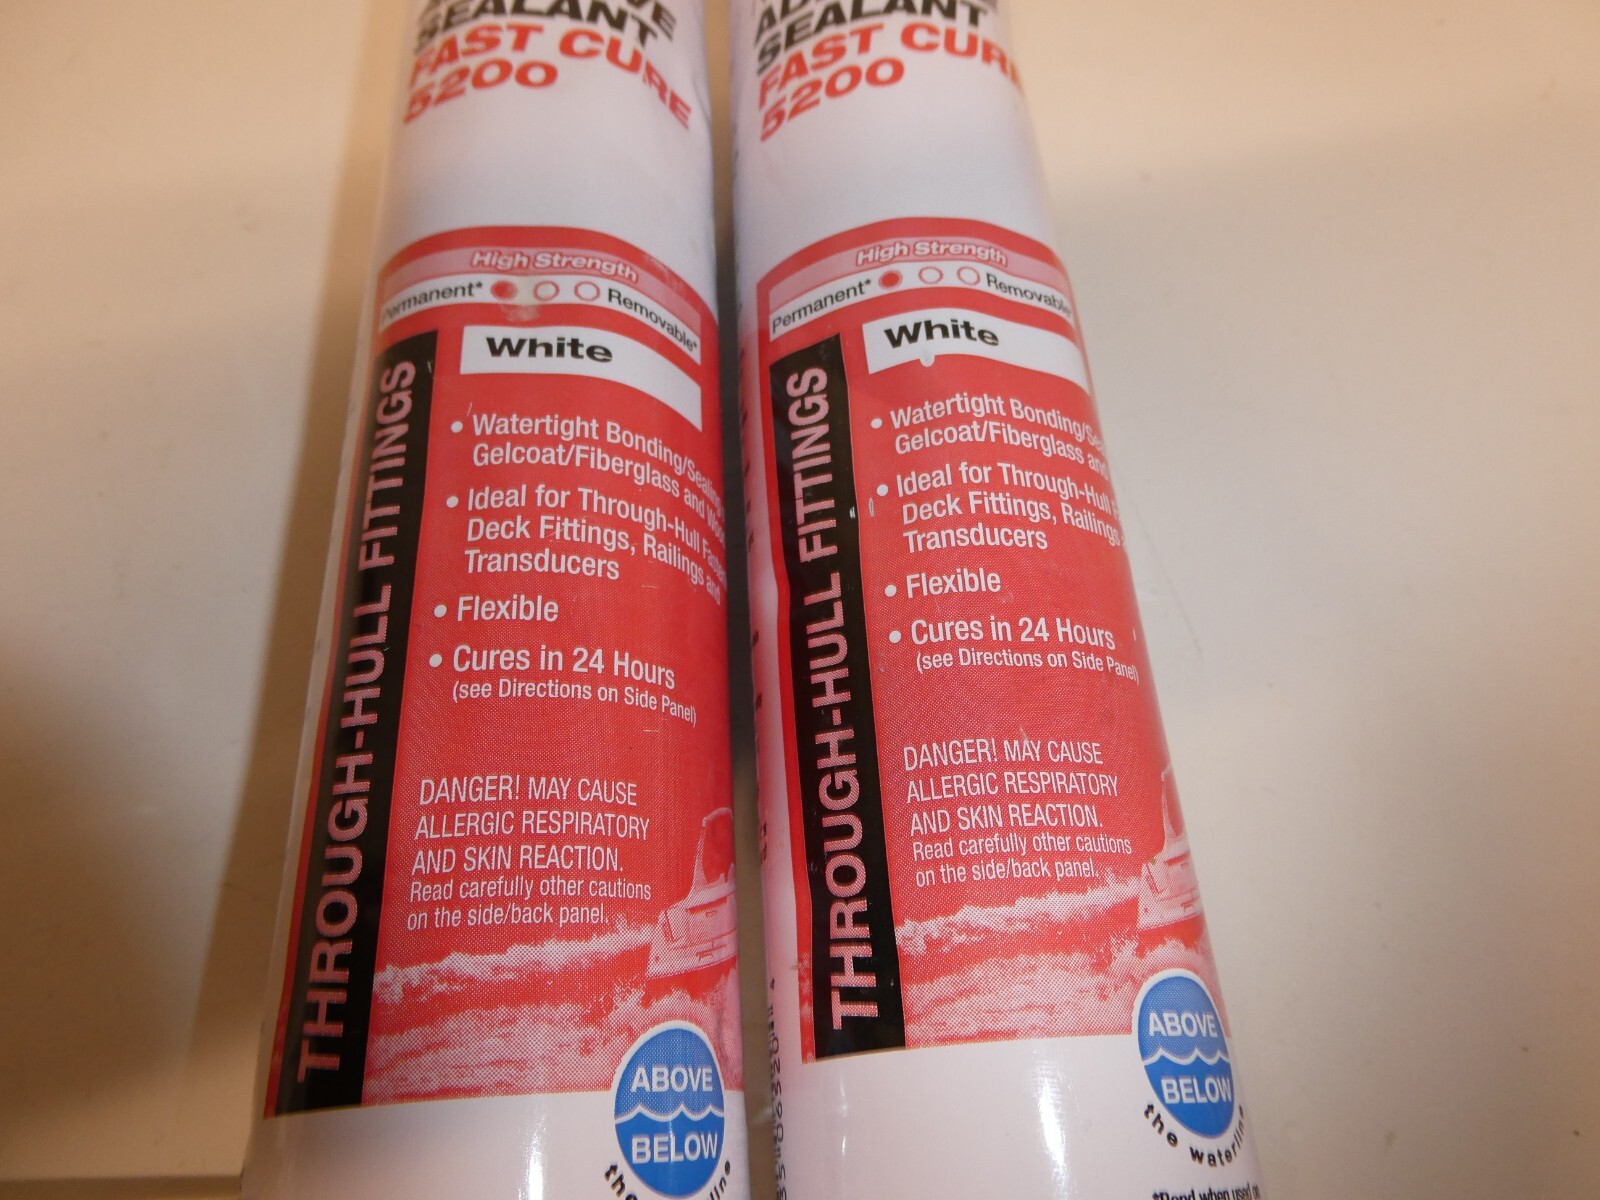 SEALANT
FAST CURE
5200
High Strength
Permanent* Removable*
White
THROUGH-HULL FITTINGS
• Watertight Bonding/Sealing
Gelcoat/Fiberglass and
• Ideal for Through-Hull
Deck Fittings, Railings and
Transducers
• Flexible
• Cures in 24 Hours
(see Directions on Side Panel)
DANGER! MAY CAUSE
ALLERGIC RESPIRATORY
AND SKIN REACTION.
Read carefully other cautions
on the side/back panel.
ABOVE
BELOW
SEALANT
FAST CURE
5200
High Strength
Permanent* Removable*
White
THROUGH-HULL FITTINGS
• Watertight Bonding/
Gelcoat/Fiberglass and
• Ideal for Through-Hull
Deck Fittings, Railings
Transducers
• Flexible
• Cures in 24 Hours
(see Directions on Side Panel)
DANGER! MAY CAUSE
ALLERGIC RESPIRATORY
AND SKIN REACTION.
Read carefully other cautions
on the side/back panel.
ABOVE
BELOW
the waterline
when used on